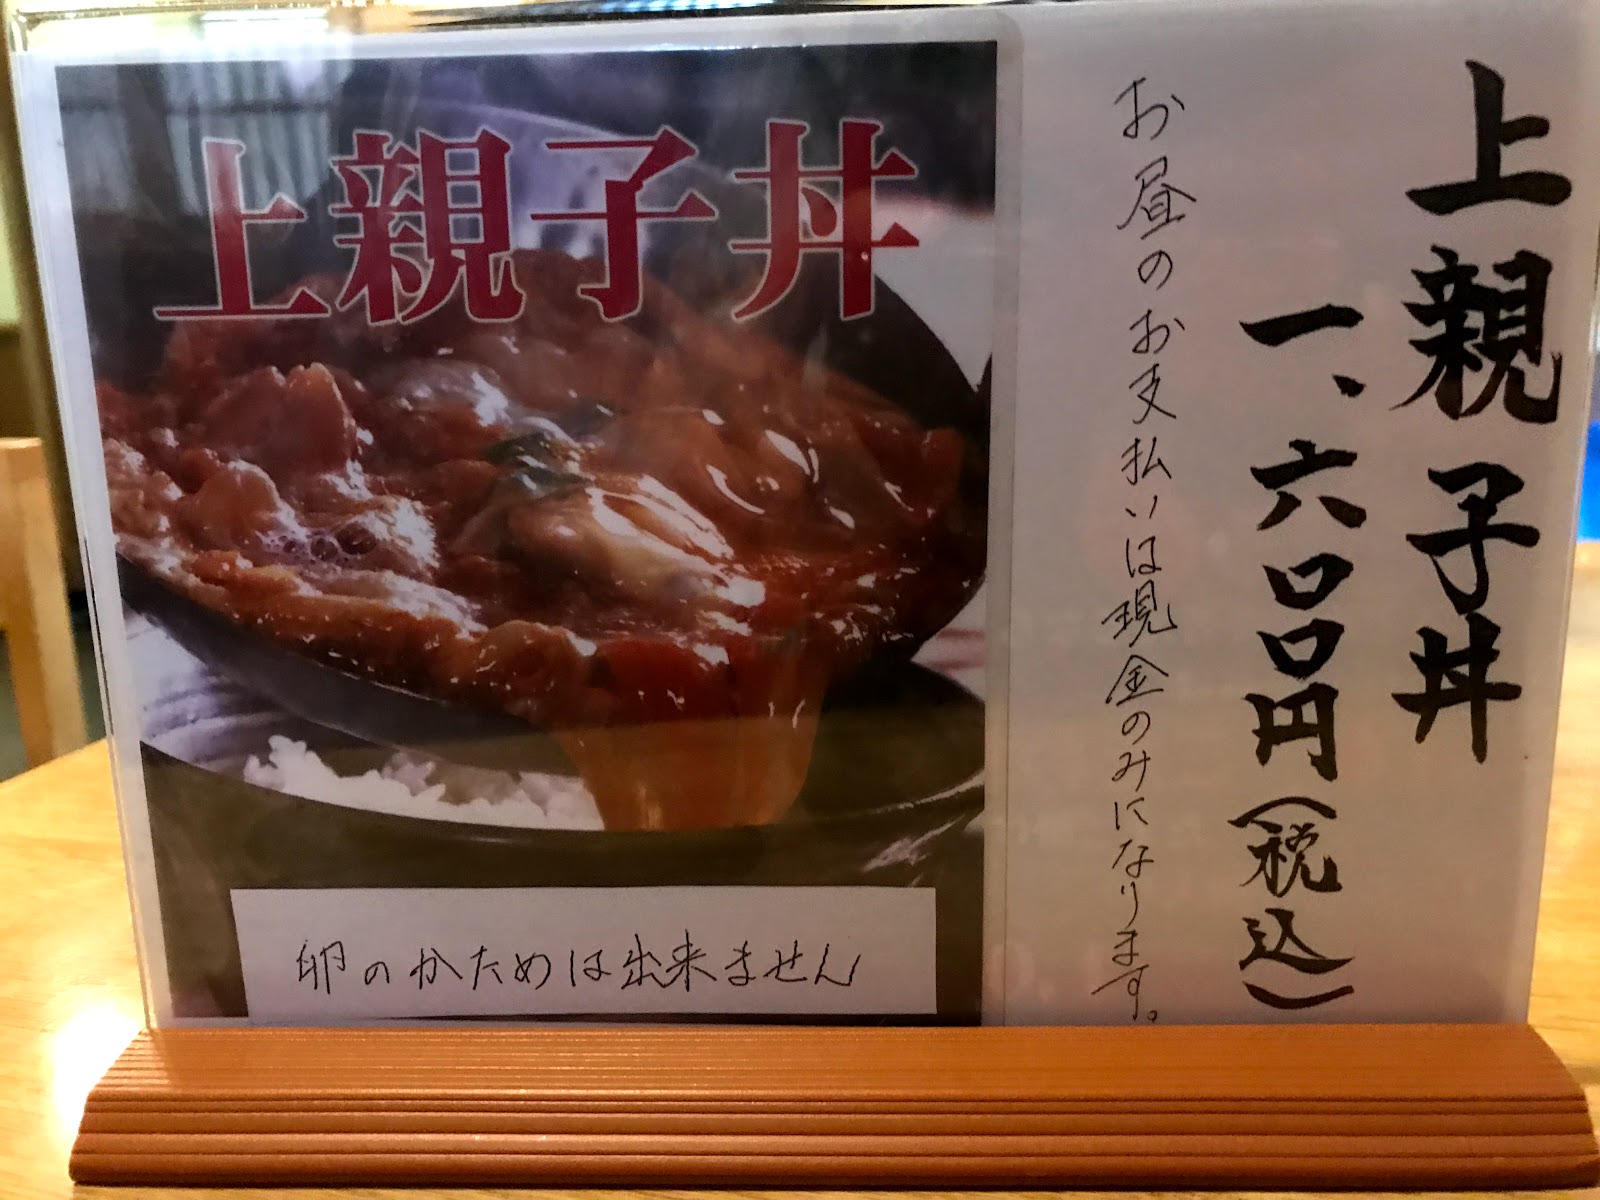 上親子丼
卵のかためは出来ません
上親子丼
一、六〇〇円(税込)
お昼のお支払いは現金のみになります。